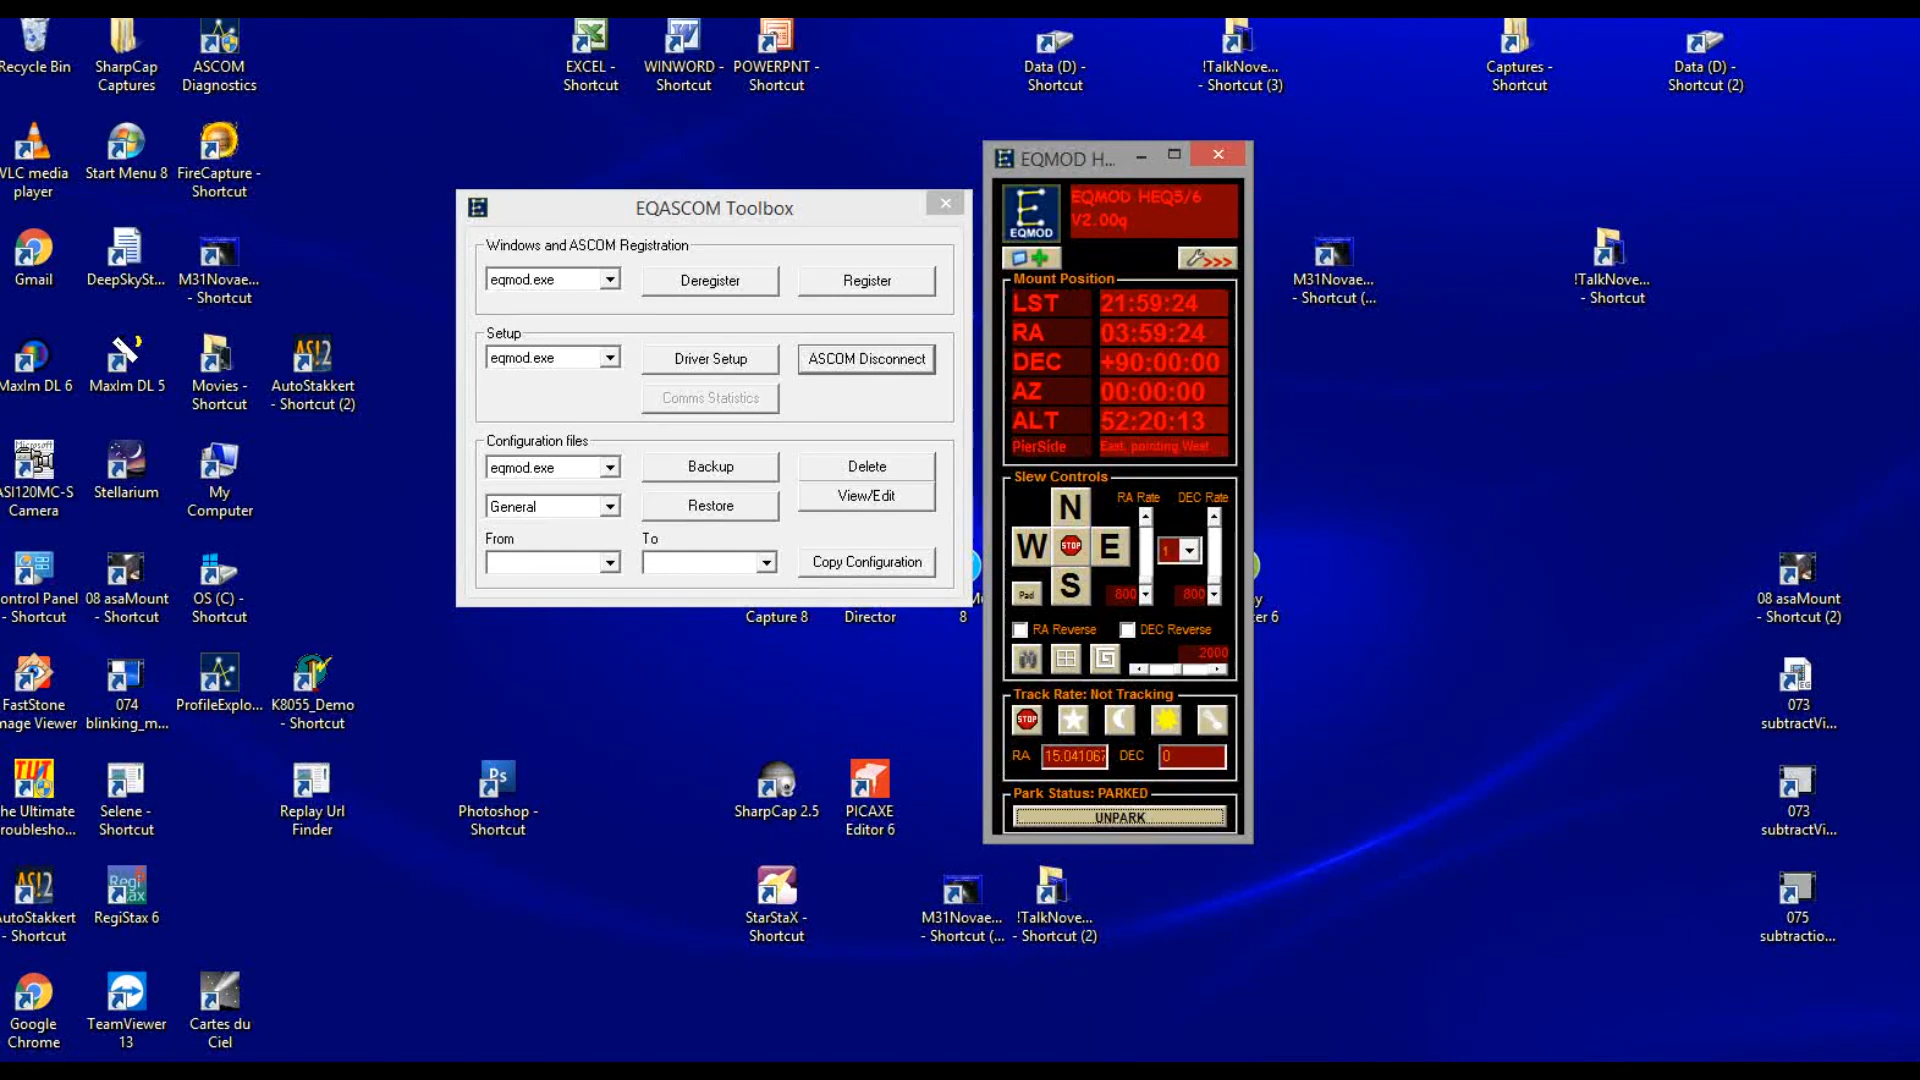 Recycle Bin
SharpCap
Captures
ASCOM
Diagnostics
EXCEL -
Shortcut
WINWORD -
Shortcut
POWERPNT -
Shortcut
Data (D) -
Shortcut
!TalkNove...
- Shortcut (3)
Captures -
Shortcut
Data (D) -
Shortcut (2)
VLC media
player
Start Menu 8
FireCapture -
Shortcut
Gmail
DeepSkySt...
M31Novae...
- Shortcut
M31Novae...
- Shortcut (...
!TalkNove...
- Shortcut
MaxIm DL 6
MaxIm DL 5
Movies -
Shortcut
AutoStakkert
- Shortcut (2)
ASI120MC-S
Camera
Stellarium
My
Computer
ontrol Panel
- Shortcut
08 asaMount
- Shortcut
OS (C) -
Shortcut
Capture 8
Director
8
er 6
08 asaMount
- Shortcut (2)
FastStone
mage Viewer
074
blinking_m...
ProfileExplo...
K8055_Demo
- Shortcut
073
subtractVi...
he Ultimate
roublesho...
Selene -
Shortcut
Replay Url
Finder
Photoshop -
Shortcut
SharpCap 2.5
PICAXE
Editor 6
073
subtractVi...
AutoStakkert
- Shortcut
RegiStax 6
StarStaX -
Shortcut
M31Novae...
- Shortcut (...
!TalkNove...
- Shortcut (2)
075
subtractio...
Google
Chrome
TeamViewer
13
Cartes du
Ciel
EQASCOM Toolbox
Windows and ASCOM Registration
eqmod.exe
Deregister
Register
Setup
eqmod.exe
Driver Setup
ASCOM Disconnect
Comms Statistics
Configuration files
eqmod.exe
Backup
Delete
General
Restore
View/Edit
From
To
Copy Configuration
EQMOD H...
EQMOD
EQMOD HEQ5/6
V2.00q
>>>
Mount Position
LST 21:59:24
RA 03:59:24
DEC +90:00:00
AZ 00:00:00
ALT 52:20:13
PierSide East, pointing West
Slew Controls
N
W STOP E
S
RA Rate DEC Rate
1
Pad
800 800
RA Reverse DEC Reverse
2000
Track Rate: Not Tracking
STOP
RA 15.041067 DEC 0
Park Status: PARKED
UNPARK